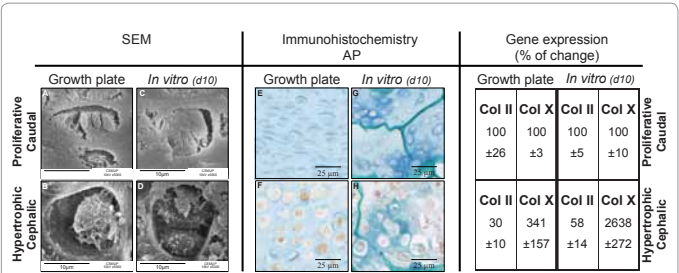 SEM
Immunohistochemistry
AP
Gene expression
(% of change)
Growth plate In vitro (d10)
Growth plate In vitro (d10)
Growth plate In vitro (d10)
Proliferative
Caudal
A
C
10μm
10μm
E
G
25 μm
25 μm
Col II Col X Col II Col X
100 100 100 100
±26 ±3 ±5 ±10
Proliferative
Caudal
Hypertrophic
Cephalic
B
D
10μm
10μm
F
H
25 μm
25 μm
Col II Col X Col II Col X
30 341 58 2638
±10 ±157 ±14 ±272
Hypertrophic
Cephalic